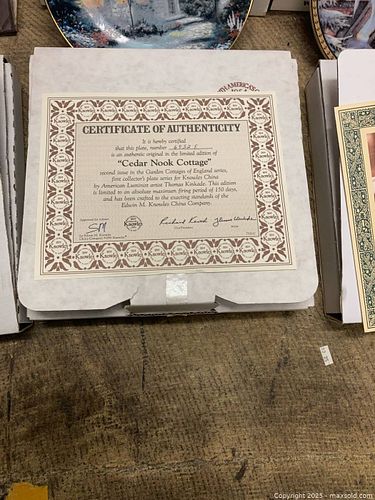 CERTIFICATE OF AUTHENTICITY
It is hereby certified
that this plate, number
is an authentic original in the limited edition of
"Cedar Nook Cottage"
second issue in the Garden Cottages of England series,
first collector's plate series for Knowles China
by American Luminist artist Thomas Kinkade. This edition
is limited to an absolute maximum firing period of 150 days,
and has been crafted to the exacting standards of the
Edwin M. Knowles China Company.
Knowles
Copyright 2025 - maxsold.com